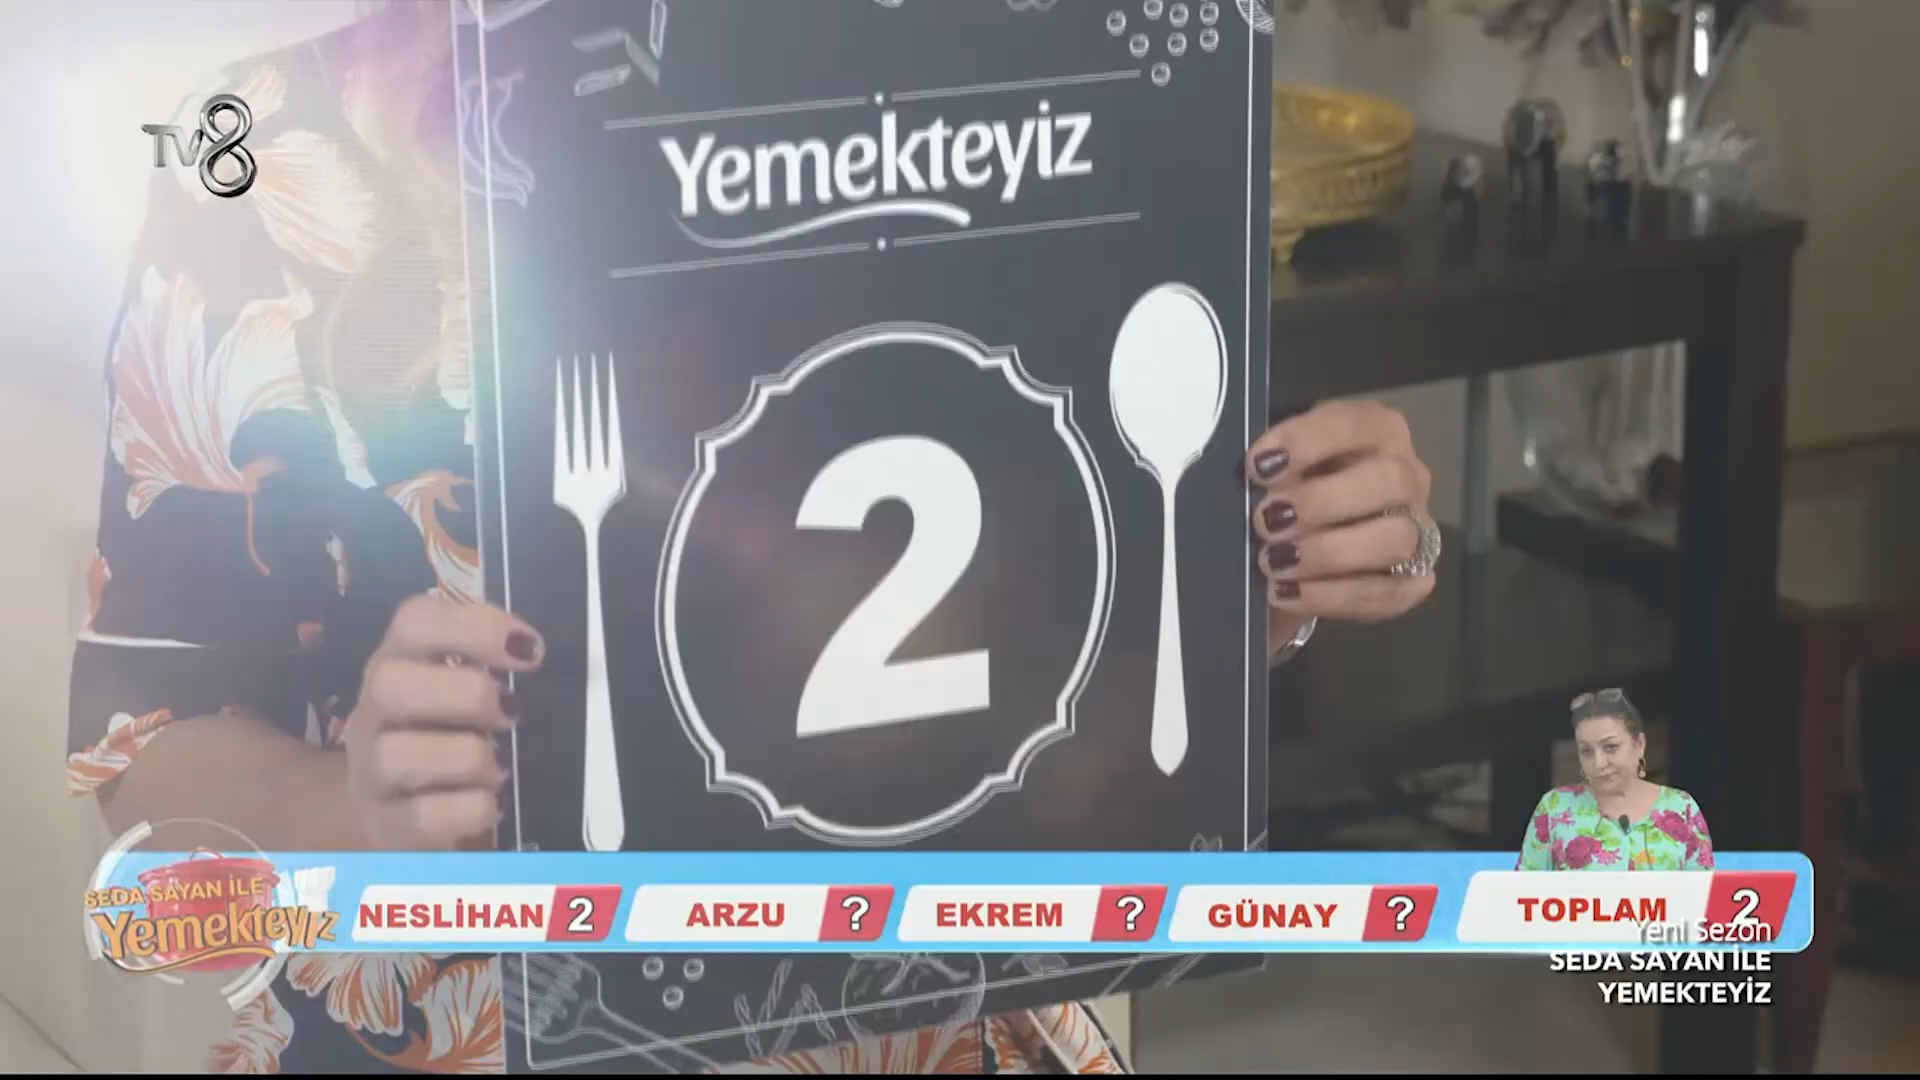 TV8
Yemekteyiz
2
SEDA SAYAN İLE
Yemekteyiz
NESLİHAN 2
ARZU ?
EKREM ?
GÜNAY ?
TOPLAM 2
Yeni Sezon
SEDA SAYAN İLE
YEMEKTEYİZ